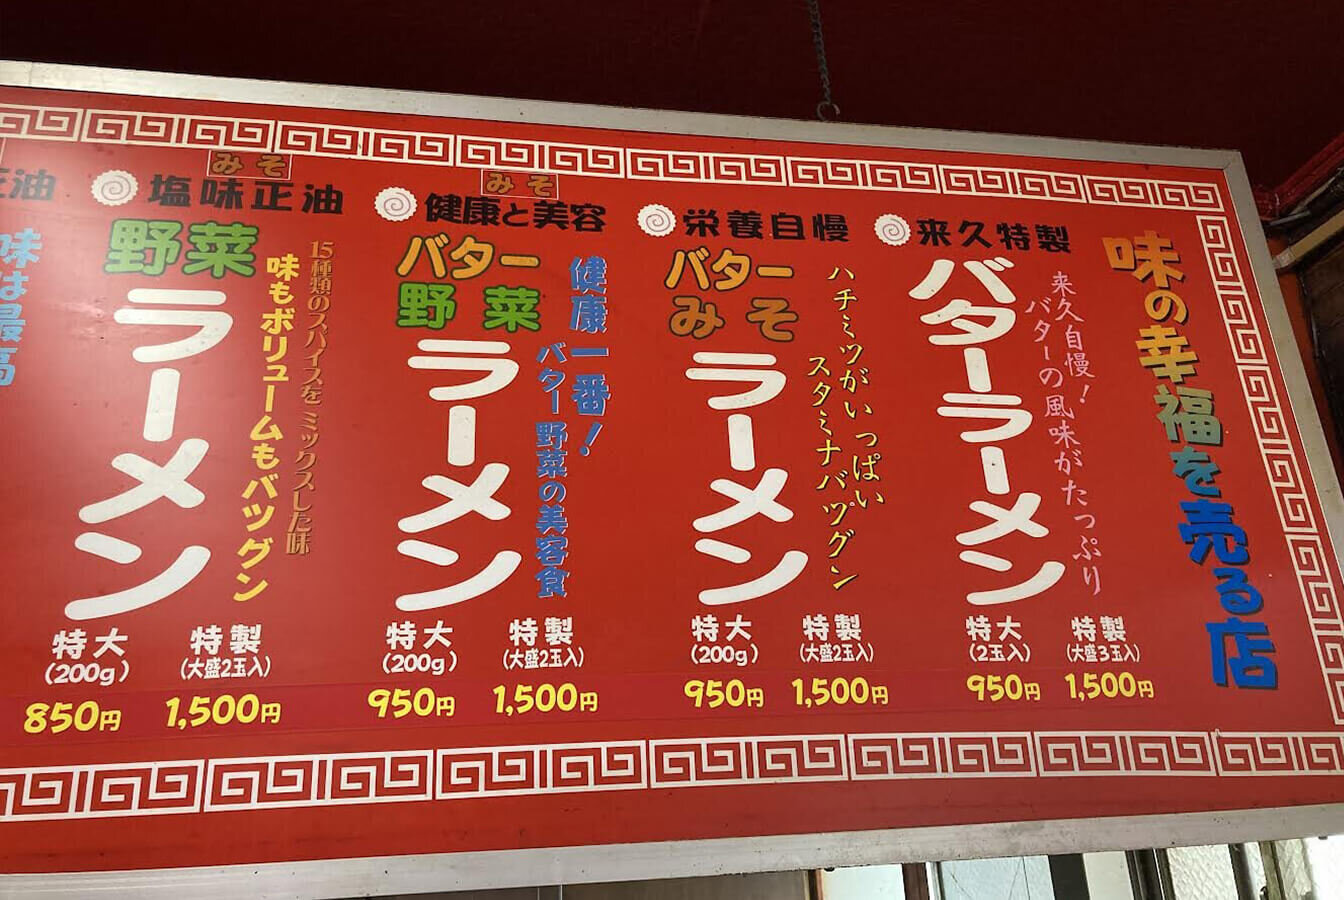 味の幸福を売る店
来久特製
バターラーメン
来久自慢！
バターの風味がたっぷり
特大
(2玉入)
950円
特製
(大盛3玉入)
1,500円
栄養自慢
バター
みそ
ラーメン
ハチミツがいっぱい
スタミナバツグン
特大
(200g)
950円
特製
(大盛2玉入)
1,500円
みそ
健康と美容
バター
野菜
ラーメン
健康一番！
バター野菜の美容食
特大
(200g)
950円
特製
(大盛2玉入)
1,500円
みそ
塩味正油
野菜
ラーメン
15種類のスパイスをミックスした味
味もボリュームもバツグン
特大
(200g)
850円
特製
(大盛2玉入)
1,500円
正油
味は最高